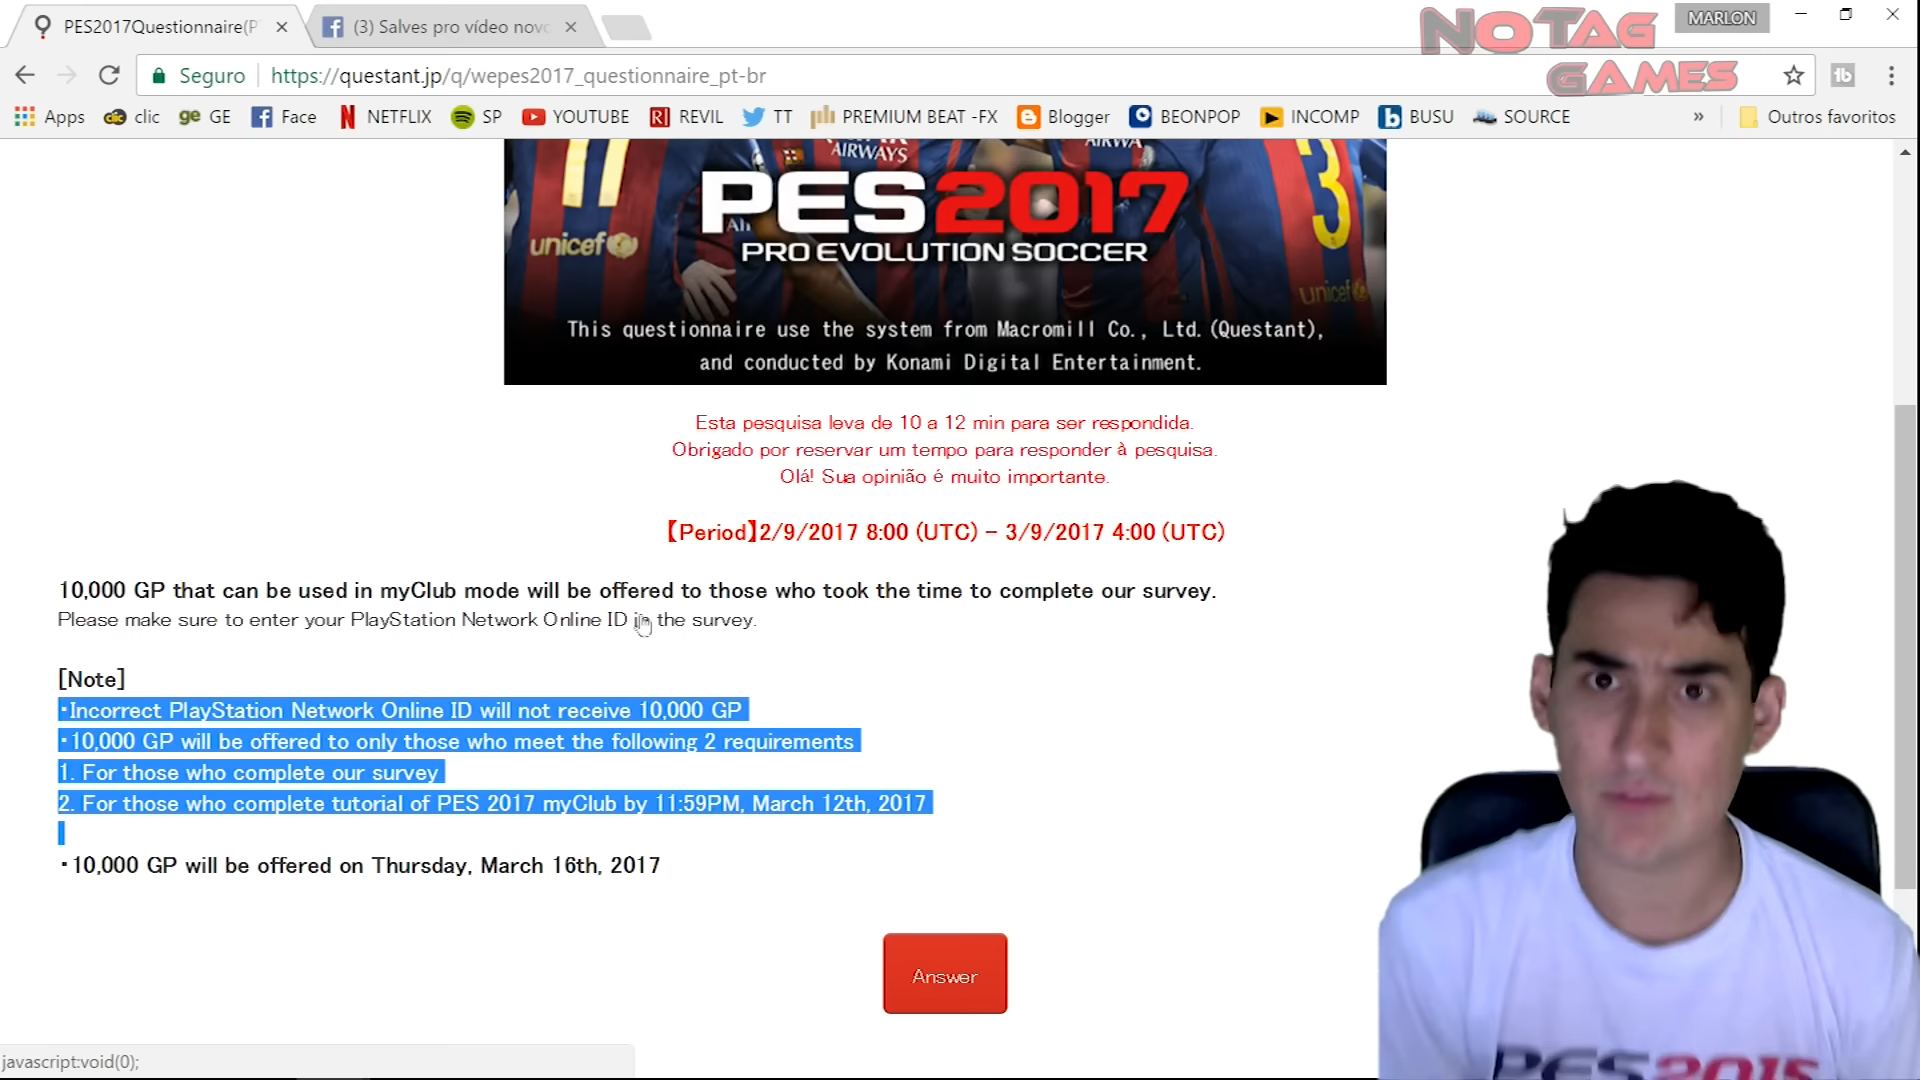 PES2017Questionnaire(P
(3) Salves pro vídeo novo
NoTAG
GAMES
MARLON
Seguro
https://questant.jp/q/wepes2017_questionnaire_pt-br
Apps
clic
ge GE
Face
NETFLIX
SP
YOUTUBE
REVIL
TT
PREMIUM BEAT -FX
Blogger
BEONPOP
INCOMP
BUSU
SOURCE
»
Outros favoritos
AIRWAYS
AIRWA
11
3
PES2017
unicef
PRO EVOLUTION SOCCER
unicef
This questionnaire use the system from Macromill Co., Ltd.(Questant),
and conducted by Konami Digital Entertainment.
Esta pesquisa leva de 10 a 12 min para ser respondida.
Obrigado por reservar um tempo para responder à pesquisa.
Olá! Sua opinião é muito importante.
【Period】2/9/2017 8:00 (UTC) – 3/9/2017 4:00 (UTC)
10,000 GP that can be used in myClub mode will be offered to those who took the time to complete our survey.
Please make sure to enter your PlayStation Network Online ID in the survey.
[Note]
・Incorrect PlayStation Network Online ID will not receive 10,000 GP
・10,000 GP will be offered to only those who meet the following 2 requirements
1. For those who complete our survey
2. For those who complete tutorial of PES 2017 myClub by 11:59PM, March 12th, 2017
・10,000 GP will be offered on Thursday, March 16th, 2017
Answer
javascript:void(0);
PES 2015